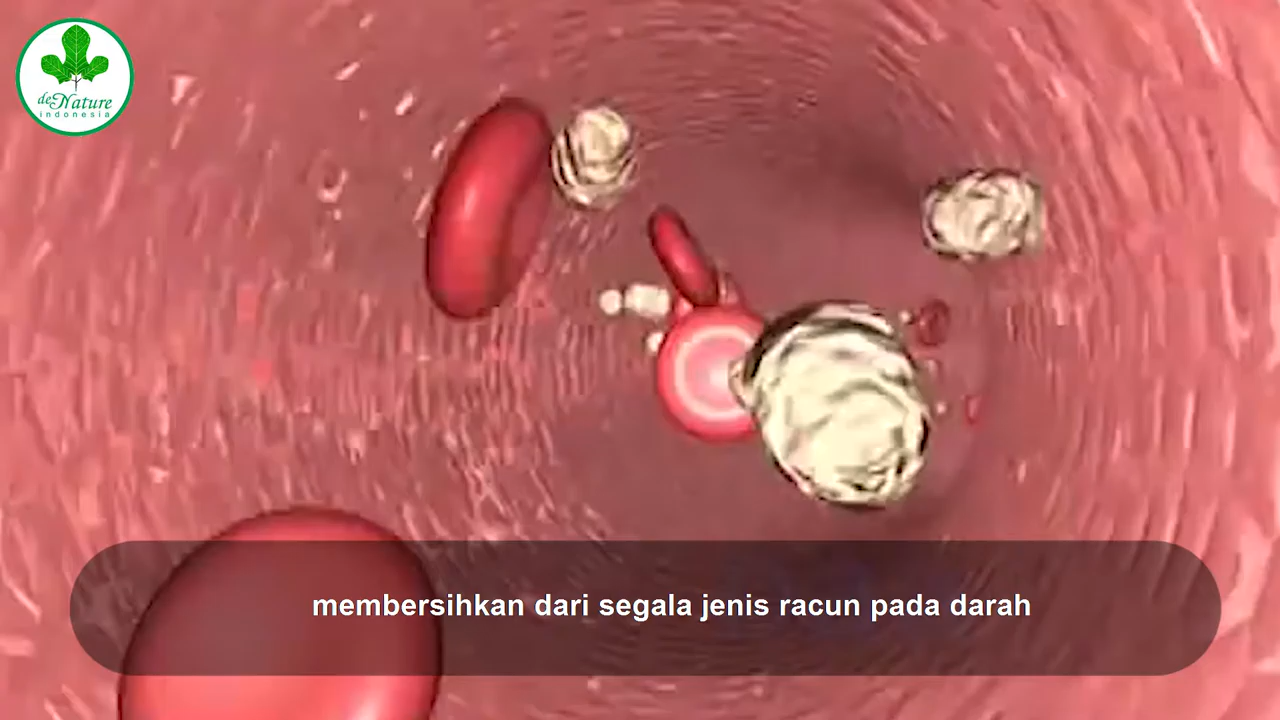 deNature
indonesia
membersihkan dari segala jenis racun pada darah